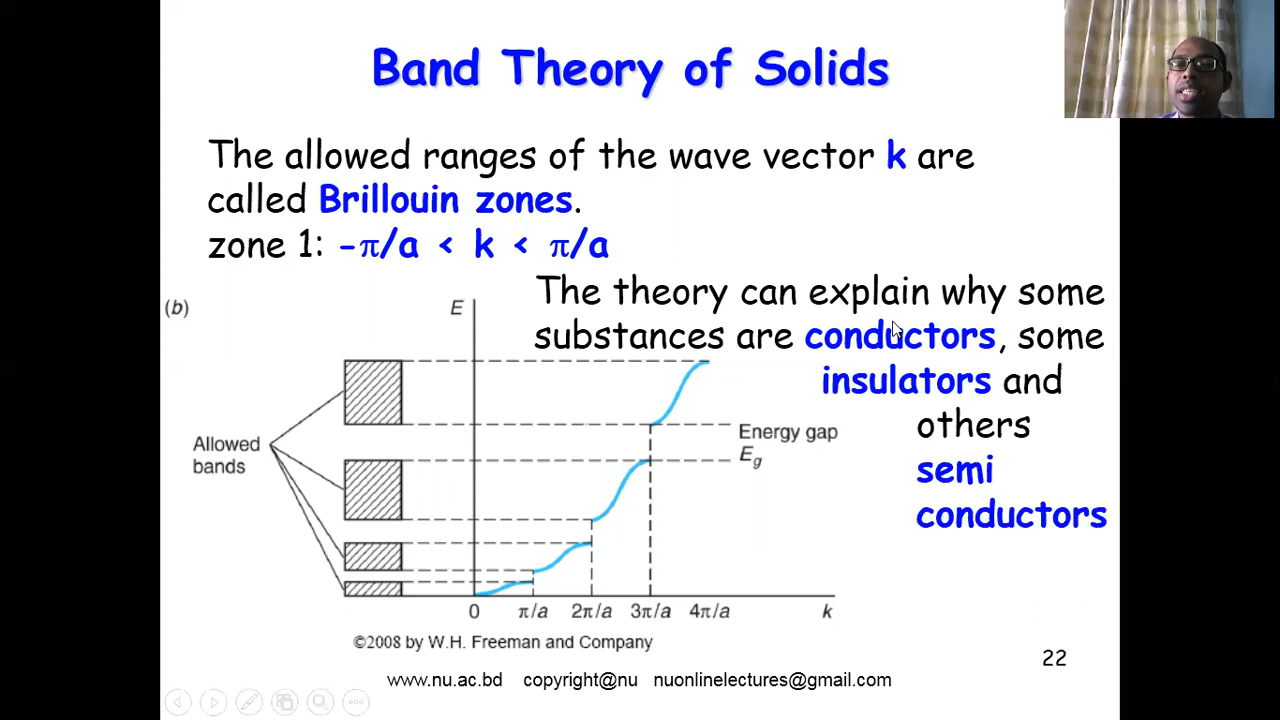 Band Theory of Solids
The allowed ranges of the wave vector k are
called Brillouin zones.
zone 1: -π/a < k < π/a
The theory can explain why some
substances are conductors, some
insulators and
others
semi
conductors
(b)
E
Allowed
bands
Energy gap
E_g
0 π/a 2π/a 3π/a 4π/a k
©2008 by W.H. Freeman and Company
22
www.nu.ac.bd copyright@nu nuonlinelectures@gmail.com